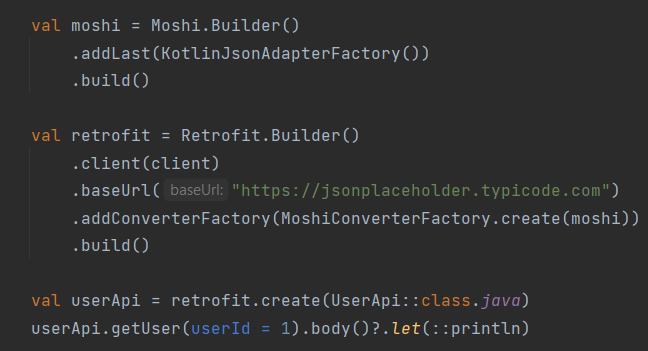 val moshi = Moshi.Builder()
.addLast(KotlinJsonAdapterFactory())
.build()
val retrofit = Retrofit.Builder()
.client(client)
.baseUrl( baseUrl: "https://jsonplaceholder.typicode.com")
.addConverterFactory(MoshiConverterFactory.create(moshi))
.build()
val userApi = retrofit.create(UserApi::class.java)
userApi.getUser(userId = 1).body()?.let(::println)